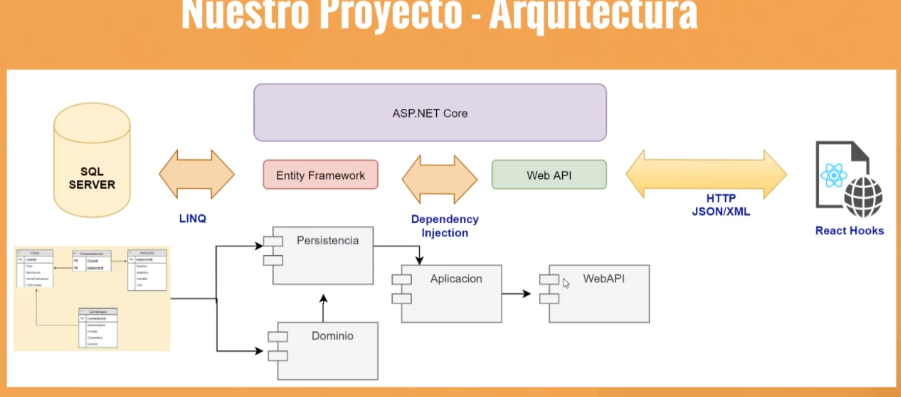 Nuestro Proyecto - Arquitectura
ASP.NET Core
SQL
SERVER
Entity Framework
Web API
LINQ
Dependency
Injection
HTTP
JSON/XML
React Hooks
Persistencia
Aplicacion
WebAPI
Dominio